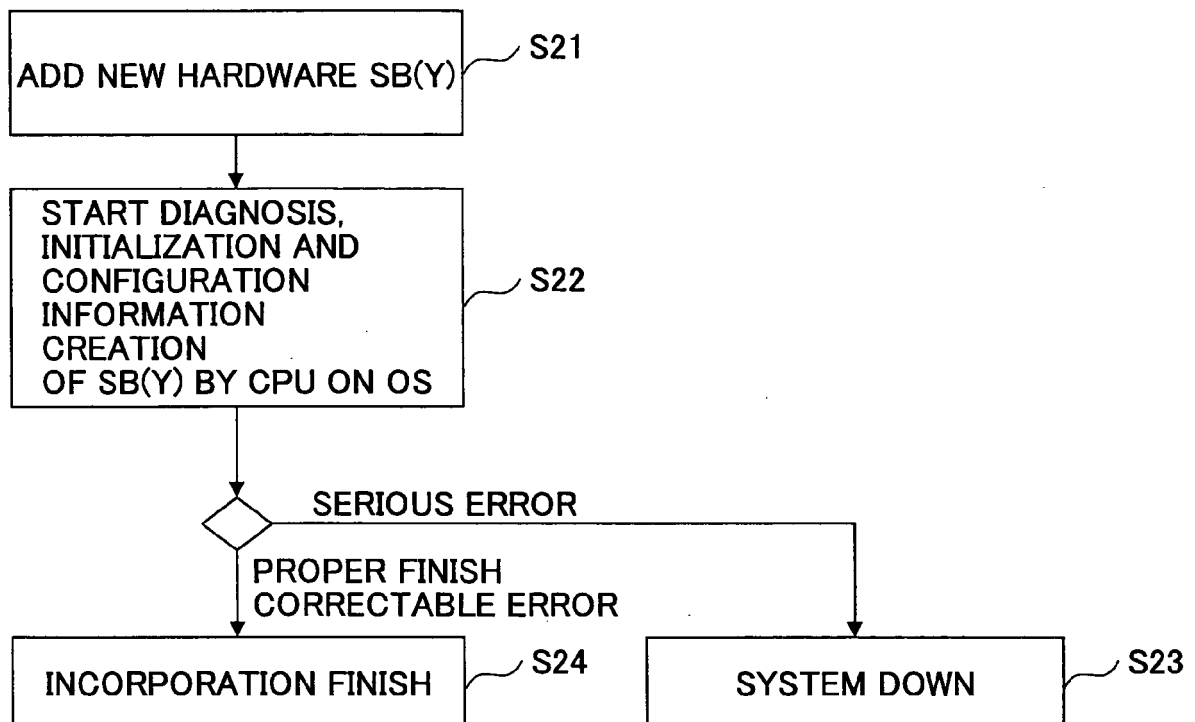 ADD NEW HARDWARE SB(Y)
S21
START DIAGNOSIS,
INITIALIZATION AND
CONFIGURATION
INFORMATION
CREATION
OF SB(Y) BY CPU ON OS
S22
SERIOUS ERROR
PROPER FINISH
CORRECTABLE ERROR
INCORPORATION FINISH
S24
SYSTEM DOWN
S23